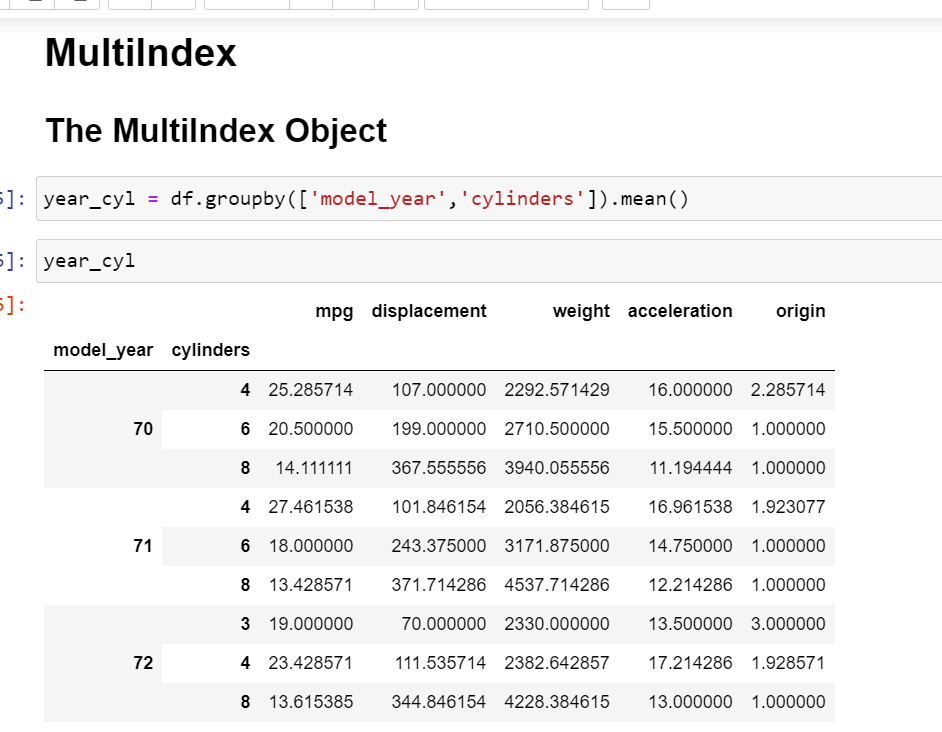 MultiIndex
The MultiIndex Object
5]: year_cyl = df.groupby(['model_year','cylinders']).mean()
]: year_cyl
]:
mpg displacement weight acceleration origin
model_year cylinders
4 25.285714 107.000000 2292.571429 16.000000 2.285714
70 6 20.500000 199.000000 2710.500000 15.500000 1.000000
8 14.111111 367.555556 3940.055556 11.194444 1.000000
4 27.461538 101.846154 2056.384615 16.961538 1.923077
71 6 18.000000 243.375000 3171.875000 14.750000 1.000000
8 13.428571 371.714286 4537.714286 12.214286 1.000000
3 19.000000 70.000000 2330.000000 13.500000 3.000000
72 4 23.428571 111.535714 2382.642857 17.214286 1.928571
8 13.615385 344.846154 4228.384615 13.000000 1.000000